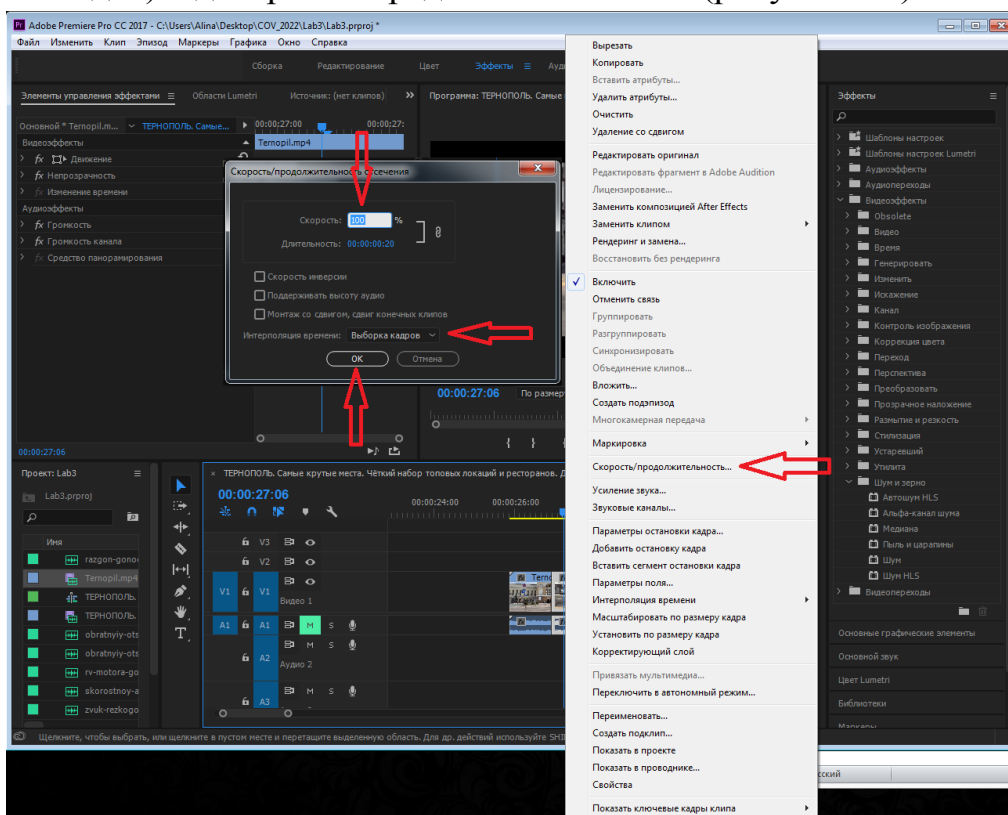 Adobe Premiere Pro CC 2017 - C:\Users\Alina\Desktop\COV_2022\Lab3\Lab3.prproj *
Файл Изменить Клип Эпизод Маркеры Графика Окно Справка
Сборка Редактирование Цвет Эффекты
Элементы управления эффектами Области Lumetri Источник: (нет клипов)
Основной * Ternopil.m... ТЕРНОПОЛЬ. Самые...
00:00:27:00 00:00:27:
Видеоэффекты
Ternopil.mp4
fx Движение
fx Непрозрачность
fx Изменение времени
Аудиоэффекты
fx Громкость
fx Громкость канала
fx Средство панорамирования
00:00:27:06
Программа: ТЕРНОПОЛЬ. Самые
00:00:27:06 По размер
Скорость/продолжительность отсечения
Скорость: 100 %
Длительность: 00:00:00:20
Скорость инверсии
Поддерживать высоту аудио
Монтаж со сдвигом, сдвиг конечных клипов
Интерполяция времени: Выборка кадров
OK Отмена
Вырезать
Копировать
Вставить атрибуты...
Удалить атрибуты...
Очистить
Удаление со сдвигом
Редактировать оригинал
Редактировать фрагмент в Adobe Audition
Лицензирование...
Заменить композицией After Effects
Заменить клипом
Рендеринг и замена...
Восстановить без рендеринга
Включить
Отменить связь
Группировать
Разгруппировать
Синхронизировать
Объединение клипов...
Вложить...
Создать подэпизод
Многокамерная передача
Маркировка
Скорость/продолжительность...
Усиление звука...
Звуковые каналы...
Параметры остановки кадра...
Добавить остановку кадра
Вставить сегмент остановки кадра
Параметры поля...
Интерполяция времени
Масштабировать по размеру кадра
Установить по размеру кадра
Корректирующий слой
Привязать мультимедиа...
Переключить в автономный режим...
Переименовать...
Создать подклип...
Показать в проекте
Показать в проводнике...
Свойства
Показать ключевые кадры клипа
Эффекты
Шаблоны настроек
Шаблоны настроек Lumetri
Аудиоэффекты
Аудиопереходы
Видеоэффекты
Obsolete
Видео
Время
Генерировать
Изменить
Искажение
Канал
Контроль изображения
Коррекция цвета
Переход
Перспектива
Преобразовать
Прозрачное наложение
Размытие и резкость
Стилизация
Устаревший
Утилита
Шум и зерно
Автошум HLS
Альфа-канал шума
Медиана
Пыль и царапины
Шум
Шум HLS
Видеопереходы
Основные графические элементы
Основной звук
Цвет Lumetri
Библиотеки
Маркеры
Проект: Lab3
Lab3.prproj
Имя
razgon-gono
Ternopil.mp4
ТЕРНОПОЛЬ.
ТЕРНОПОЛЬ.
obratnyiy-ots
obratnyiy-ots
rv-motora-go
skorostnoy-a
zvuk-rezkogo
ТЕРНОПОЛЬ. Самые крутые места. Чёткий набор топовых локаций и ресторанов. Д
00:00:27:06
00:00:24:00 00:00:26:00
V3
V2
V1 V1 Видео 1
A1 A1 M S
A2 M S
Аудио 2
A3 M S
Щелкните, чтобы выбрать, или щелкните в пустом месте и перетащите выделенную область. Для др. действий используйте SHI